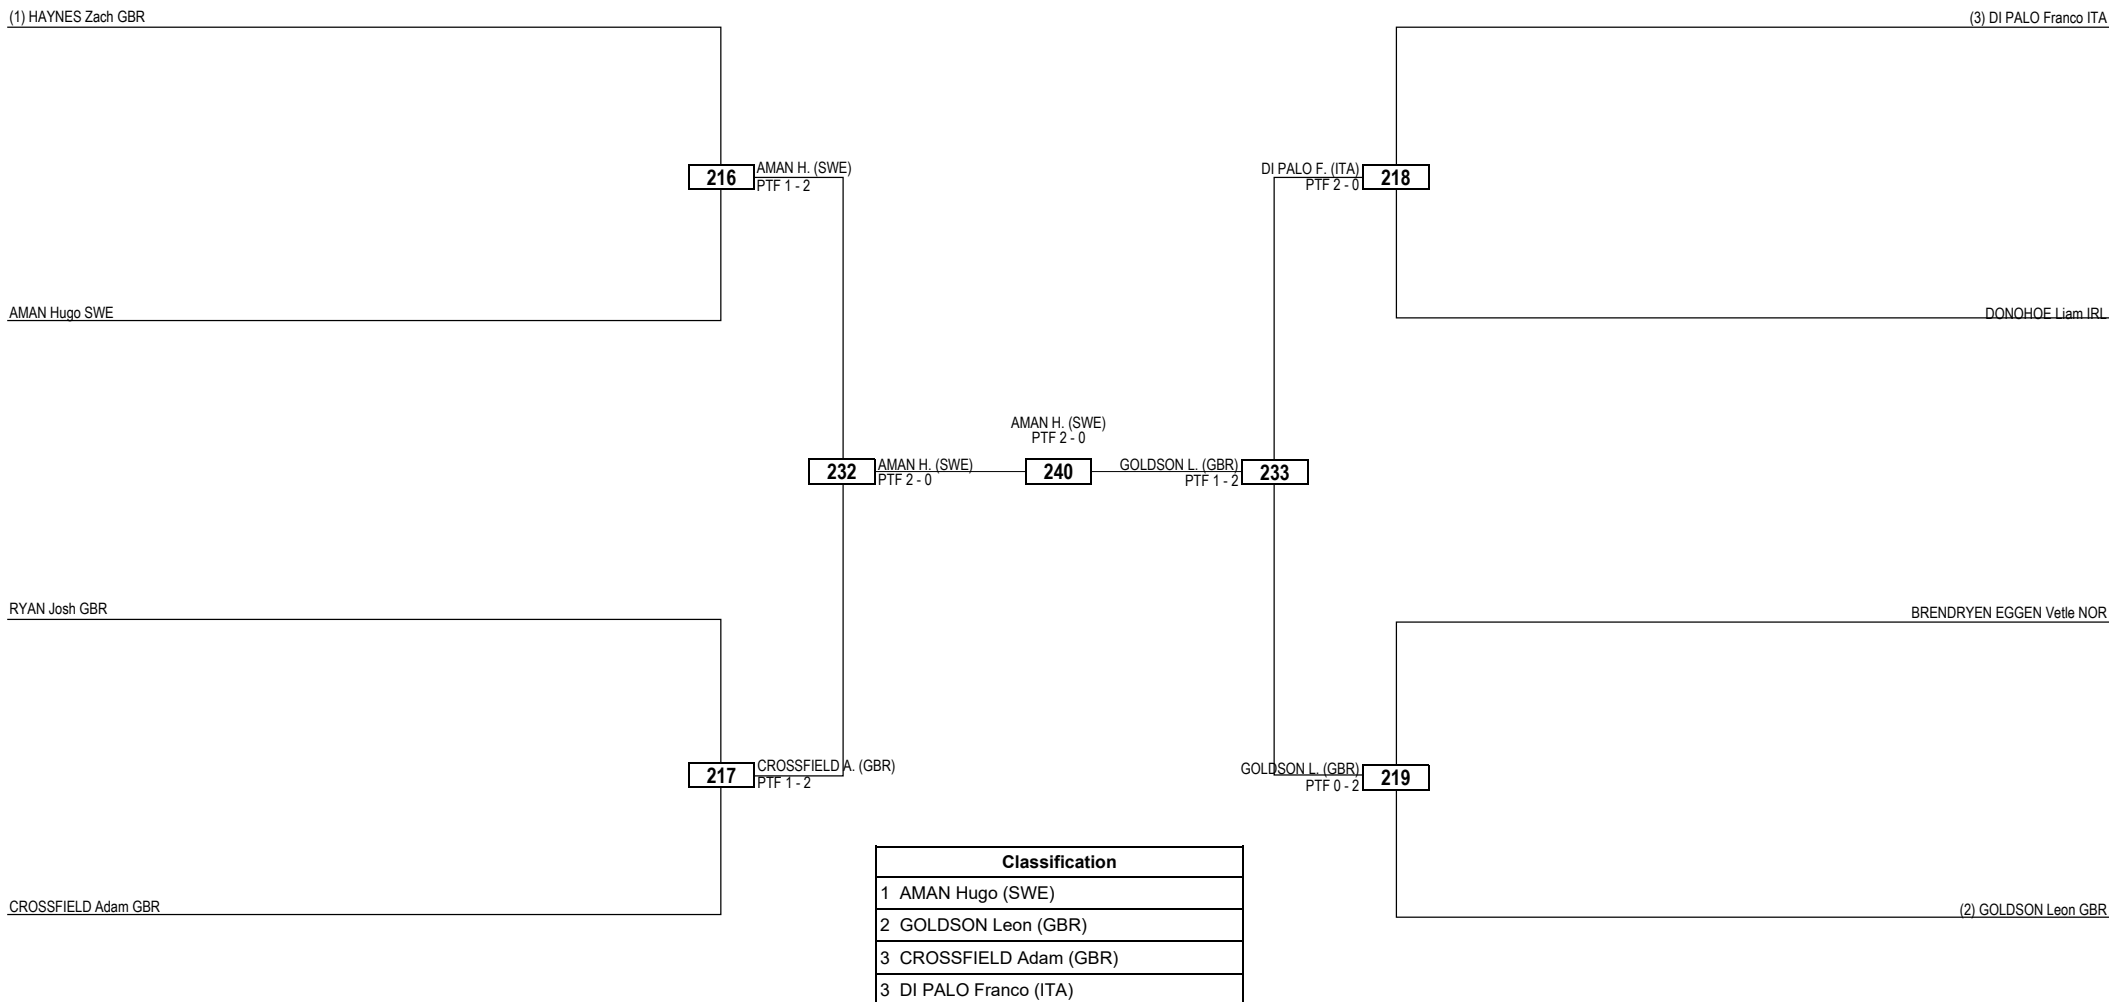 (1) HAYNES Zach GBR
(3) DI PALO Franco ITA
216
AMAN H. (SWE)
PTF 1 - 2
DI PALO F. (ITA)
PTF 2 - 0
218
AMAN Hugo SWE
DONOHOE Liam IRL
AMAN H. (SWE)
PTF 2 - 0
232
AMAN H. (SWE)
PTF 2 - 0
240
GOLDSON L. (GBR)
PTF 1 - 2
233
RYAN Josh GBR
BRENDRYEN EGGEN Vetle NOR
217
CROSSFIELD A. (GBR)
PTF 1 - 2
GOLDSON L. (GBR)
PTF 0 - 2
219
CROSSFIELD Adam GBR
(2) GOLDSON Leon GBR
Classification
1 AMAN Hugo (SWE)
2 GOLDSON Leon (GBR)
3 CROSSFIELD Adam (GBR)
3 DI PALO Franco (ITA)